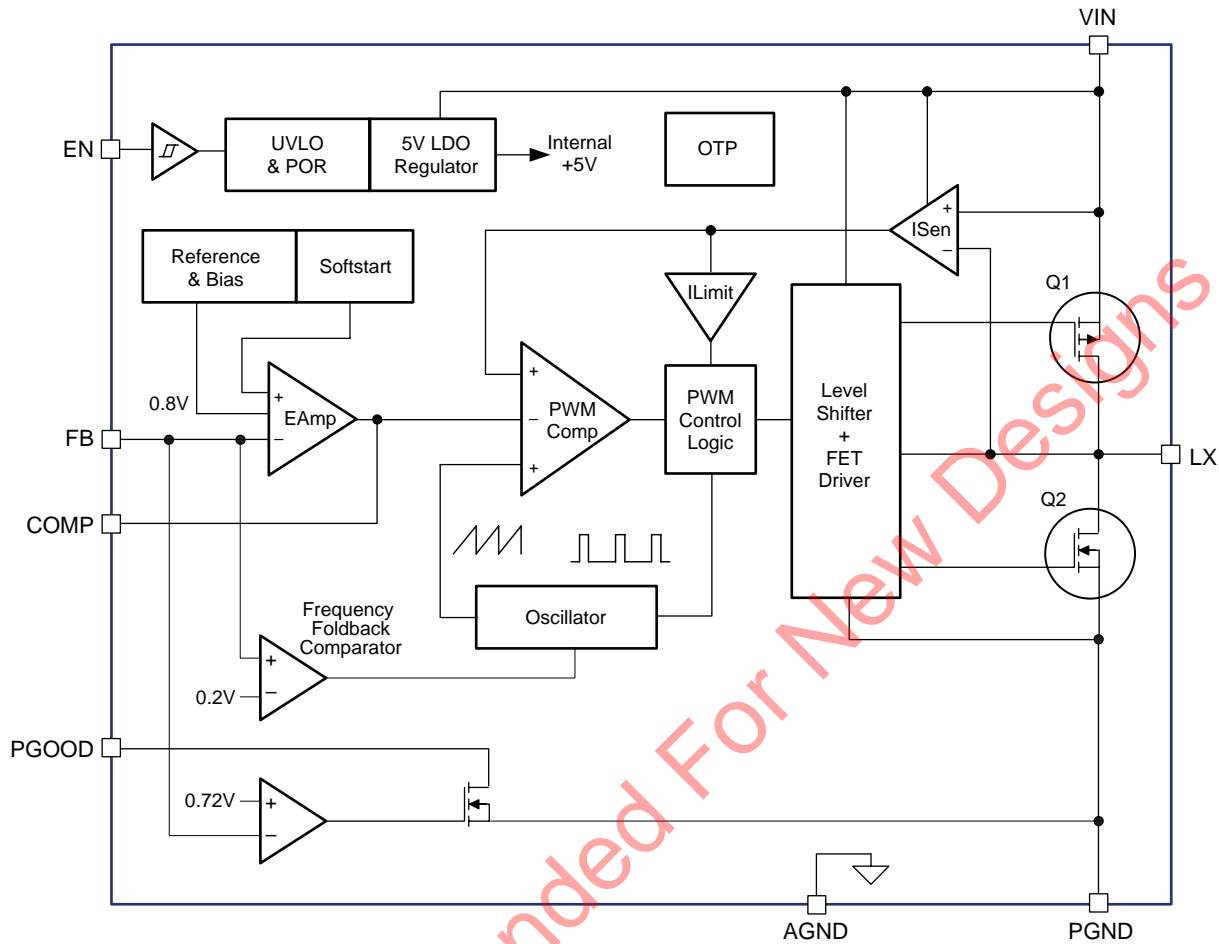 VIN
EN
UVLO
& POR
5V LDO
Regulator
Internal
+5V
OTP
+
ISen
−
Reference
& Bias
Softstart
ILimit
Q1
+
0.8V
EAmp
−
FB
+
−
PWM
Comp
+
PWM
Control
Logic
Level
Shifter
+
FET
Driver
LX
COMP
Q2
Frequency
Foldback
Comparator
Oscillator
+
0.2V
−
PGOOD
0.72V
+
−
AGND
PGND
nded For New Designs